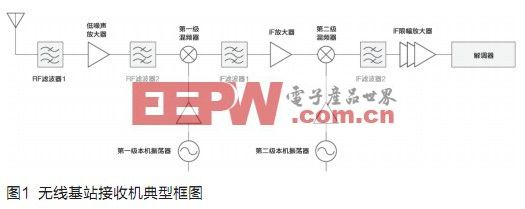 低噪声
放大器
第一级
混频器
IF放大器
第二级
混频器
IF限幅放大器
RF滤波器1
RF滤波器2
IF滤波器1
IF滤波器2
解调器
EEPW
電子産品世界
.com.cn
第一级本机振荡器
第二级本机振荡器
图1 无线基站接收机典型框图